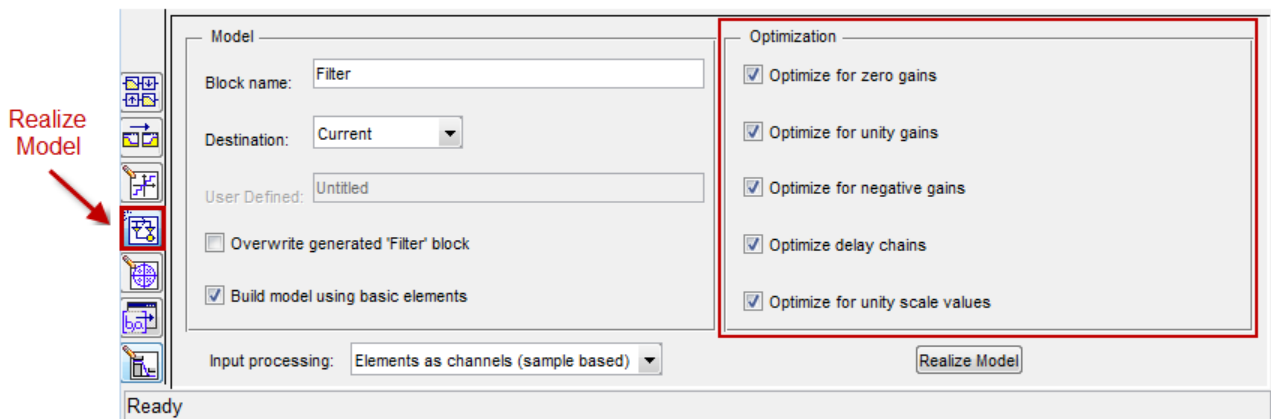 Model
Optimization
Block name: Filter
Optimize for zero gains
Realize Model
Destination: Current
Optimize for unity gains
User Defined: Untitled
Optimize for negative gains
Overwrite generated 'Filter' block
Optimize delay chains
Build model using basic elements
Optimize for unity scale values
[b,a]
Input processing: Elements as channels (sample based)
Realize Model
Ready